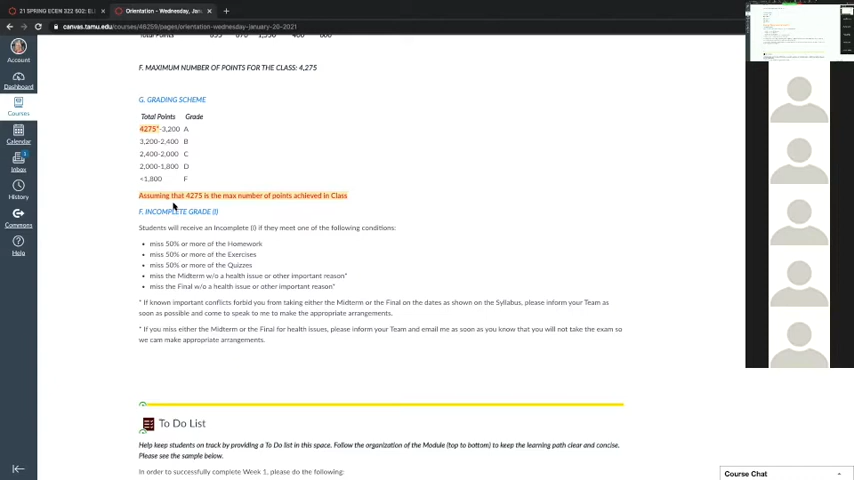 21 SPRING ECEN 322 502: ELE
Orientation - Wednesday, Janu
canvas.tamu.edu/courses/48259/pages/orientation-wednesday-january-20-2021
Account
Dashboard
Courses
Calendar
Inbox
History
Commons
Help
Total Points
F. MAXIMUM NUMBER OF POINTS FOR THE CLASS: 4,275
G. GRADING SCHEME
Total Points Grade
4275*-3,200 A
3,200-2,400 B
2,400-2,000 C
2,000-1,800 D
<1,800 F
Assuming that 4275 is the max number of points achieved in Class
F. INCOMPLETE GRADE (I)
Students will receive an Incomplete (I) if they meet one of the following conditions:
• miss 50% or more of the Homework
• miss 50% or more of the Exercises
• miss 50% or more of the Quizzes
• miss the Midterm w/o a health issue or other important reason*
• miss the Final w/o a health issue or other important reason*
* If known important conflicts forbid you from taking either the Midterm or the Final on the dates as shown on the Syllabus, please inform your Team as
soon as possible and come to speak to me to make the appropriate arrangements.
* If you miss either the Midterm or the Final for health issues, please inform your Team and email me as soon as you know that you will not take the exam so
we cam make appropriate arrangements.
To Do List
Help keep students on track by providing a To Do list in this space. Follow the organization of the Module (top to bottom) to keep the learning path clear and concise.
Please see the sample below.
In order to successfully complete Week 1, please do the following:
Course Chat